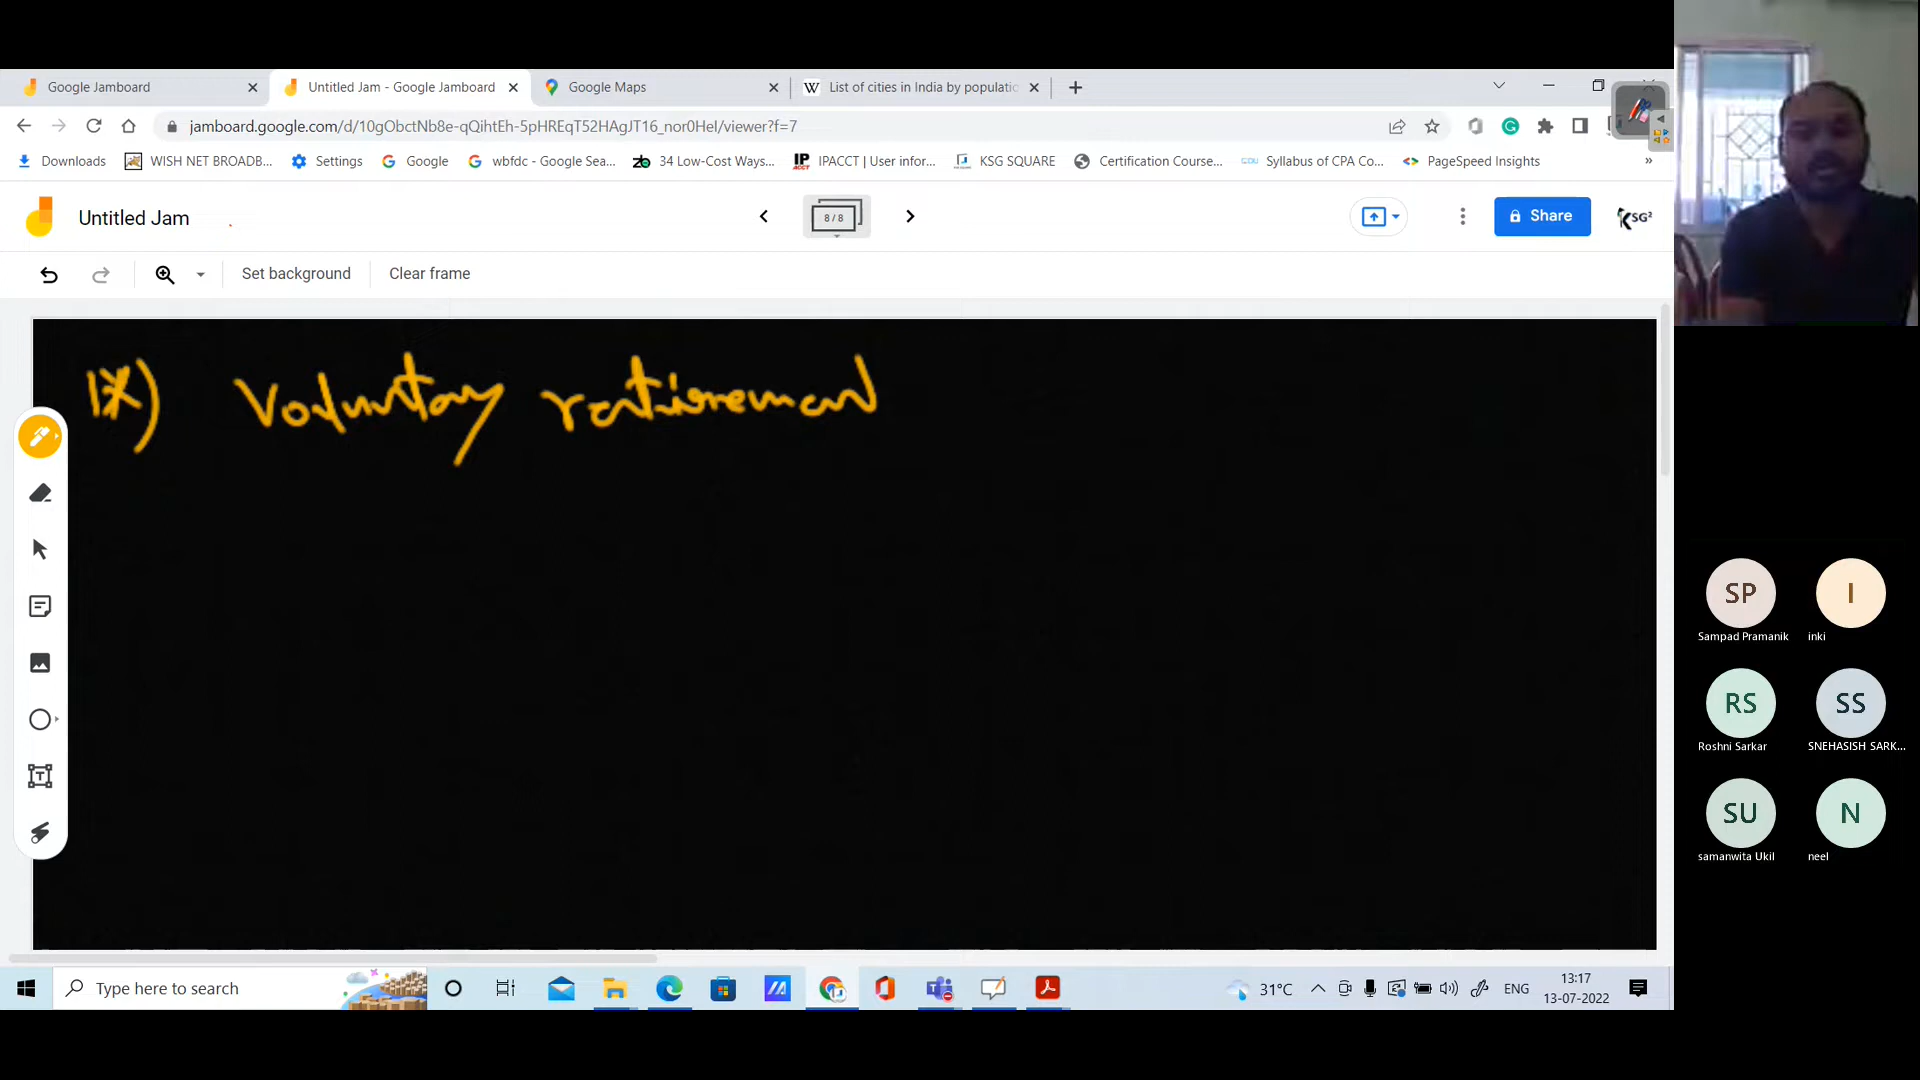 Google Jamboard
Untitled Jam - Google Jamboard
Google Maps
W List of cities in India by populatio
jamboard.google.com/d/10gObctNb8e-qQihtEh-5pHREqT52HAgJT16_nor0HeI/viewer?f=7
Downloads WISH NET BROADB... Settings Google wbfdc - Google Sea... 34 Low-Cost Ways... IPACCT | User infor... KSG SQUARE Certification Course... Syllabus of CPA Co... PageSpeed Insights »
Untitled Jam
8 / 8
Share
KSG²
Set background Clear frame
ix) Voluntary retirement
SP I
Sampad Pramanik inki
RS SS
Roshni Sarkar SNEHASISH SARK...
SU N
samanwita Ukil neel
Type here to search
31°C
ENG
13:17
13-07-2022